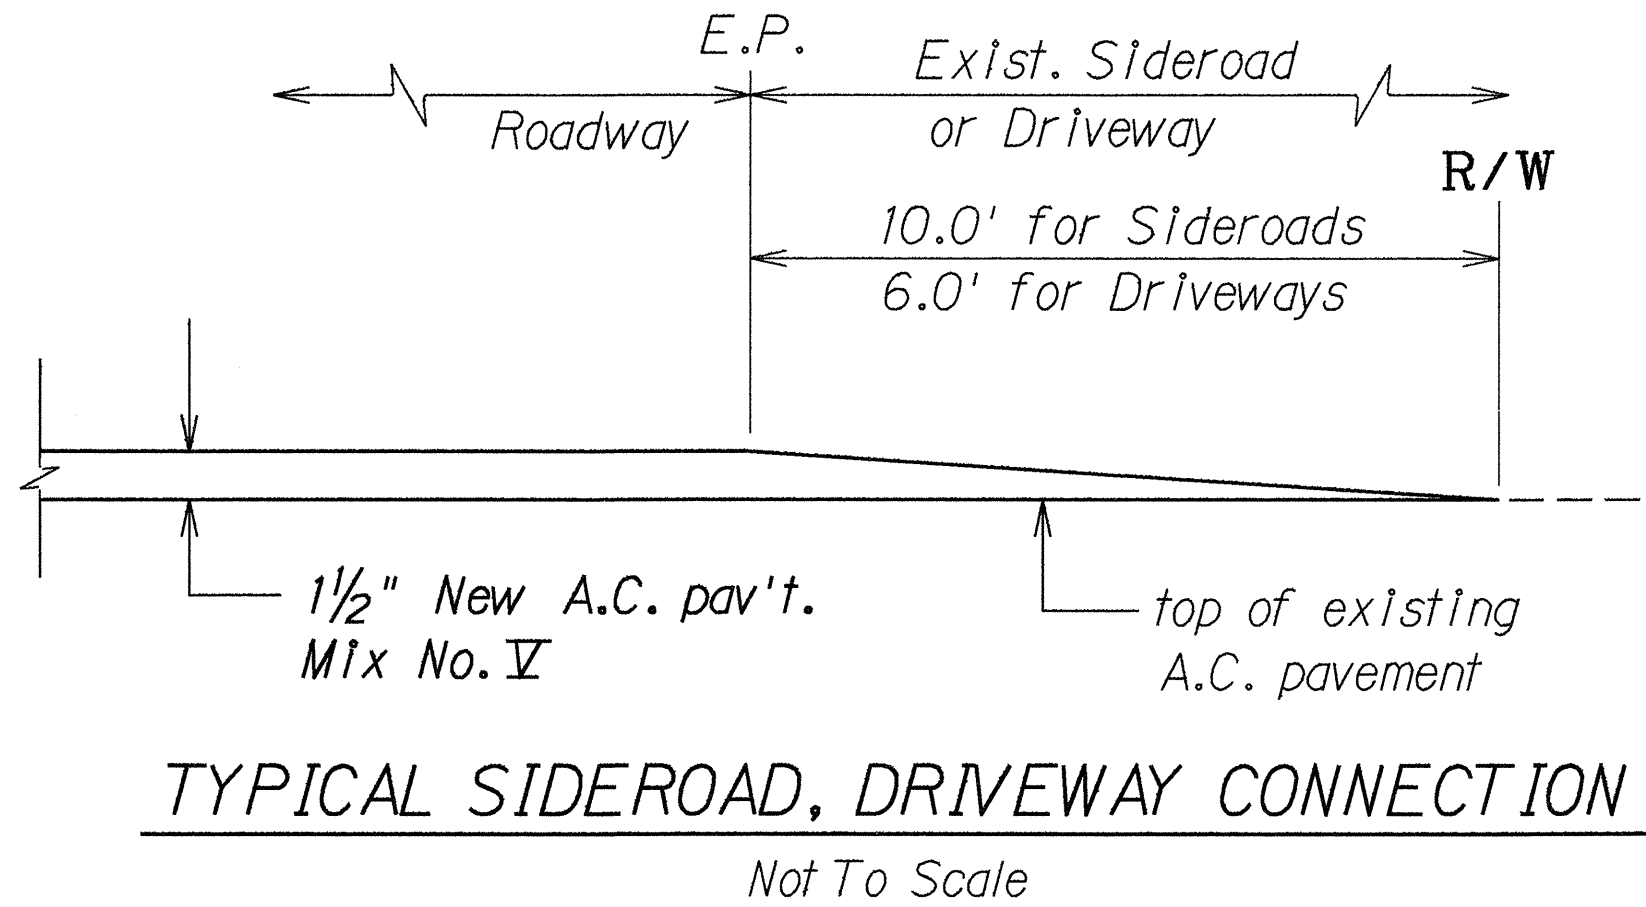 E.P.
Exist. Sideroad
Roadway
or Driveway
R/W
10.0' for Sideroads
6.0' for Driveways
1½" New A.C. pav't.
Mix No. V
top of existing
A.C. pavement
TYPICAL SIDEROAD, DRIVEWAY CONNECTION
Not To Scale